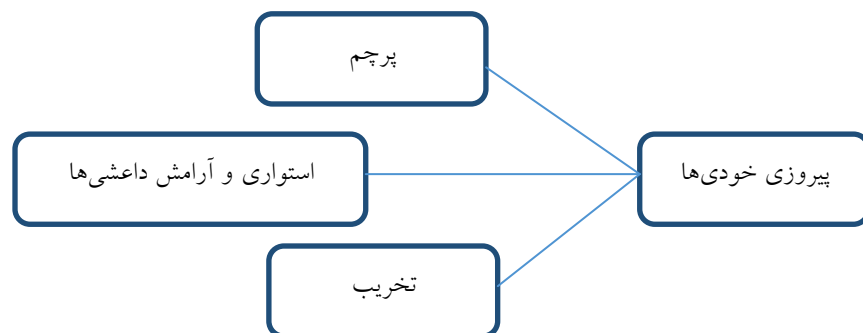 پرچم
پیروزی خودی‌ها
استواری و آرامش داعشی‌ها
تخریب